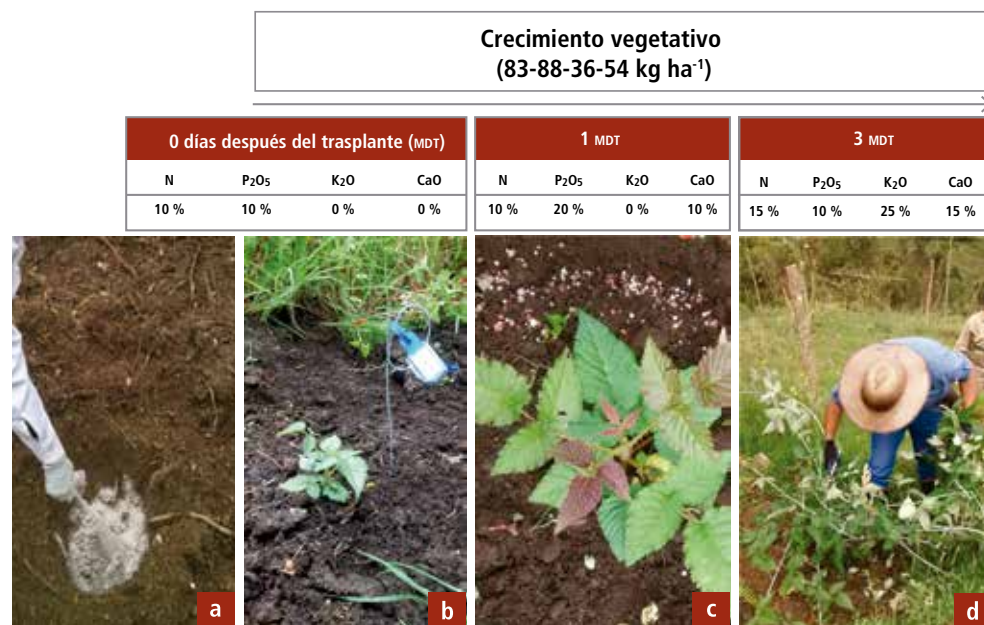 Crecimiento vegetativo
(83-88-36-54 kg ha⁻¹)
0 días después del trasplante (MDT)
N P₂O₅ K₂O CaO
10 % 10 % 0 % 0 %
1 MDT
N P₂O₅ K₂O CaO
10 % 20 % 0 % 10 %
3 MDT
N P₂O₅ K₂O CaO
15 % 10 % 25 % 15 %
a
b
c
d